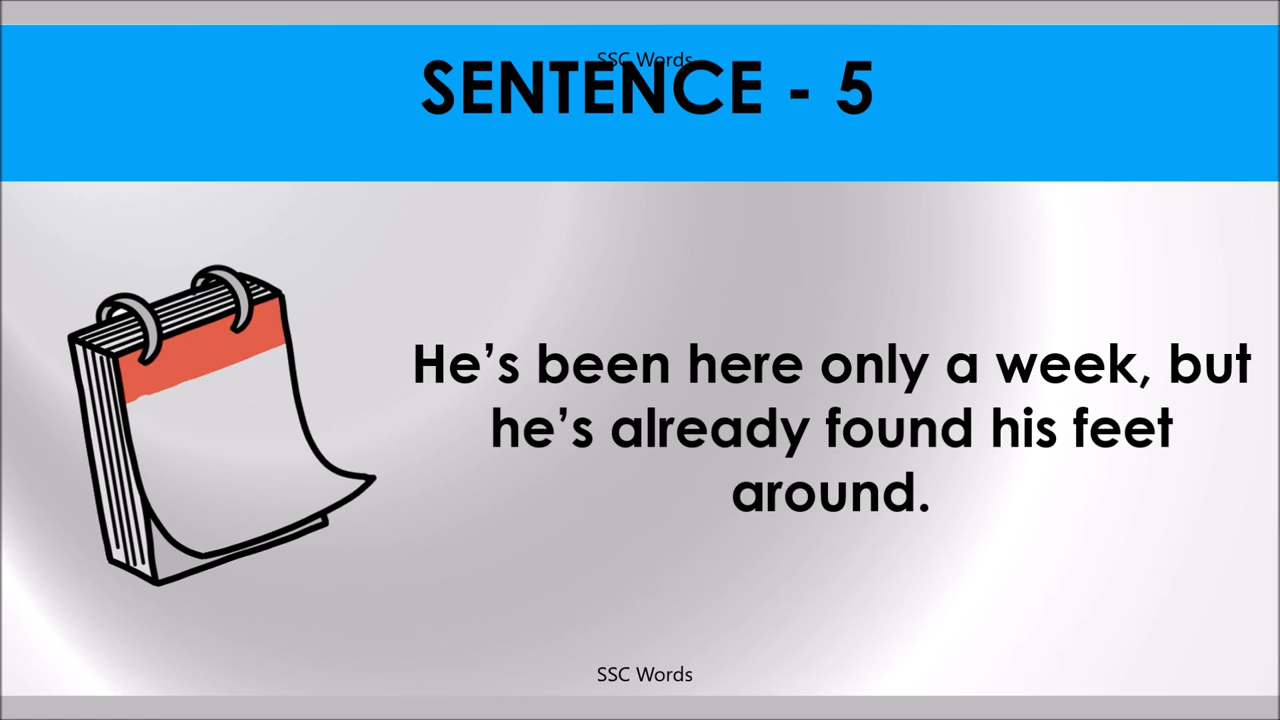 SSC Words
SENTENCE - 5
He’s been here only a week, but
he’s already found his feet
around.
SSC Words